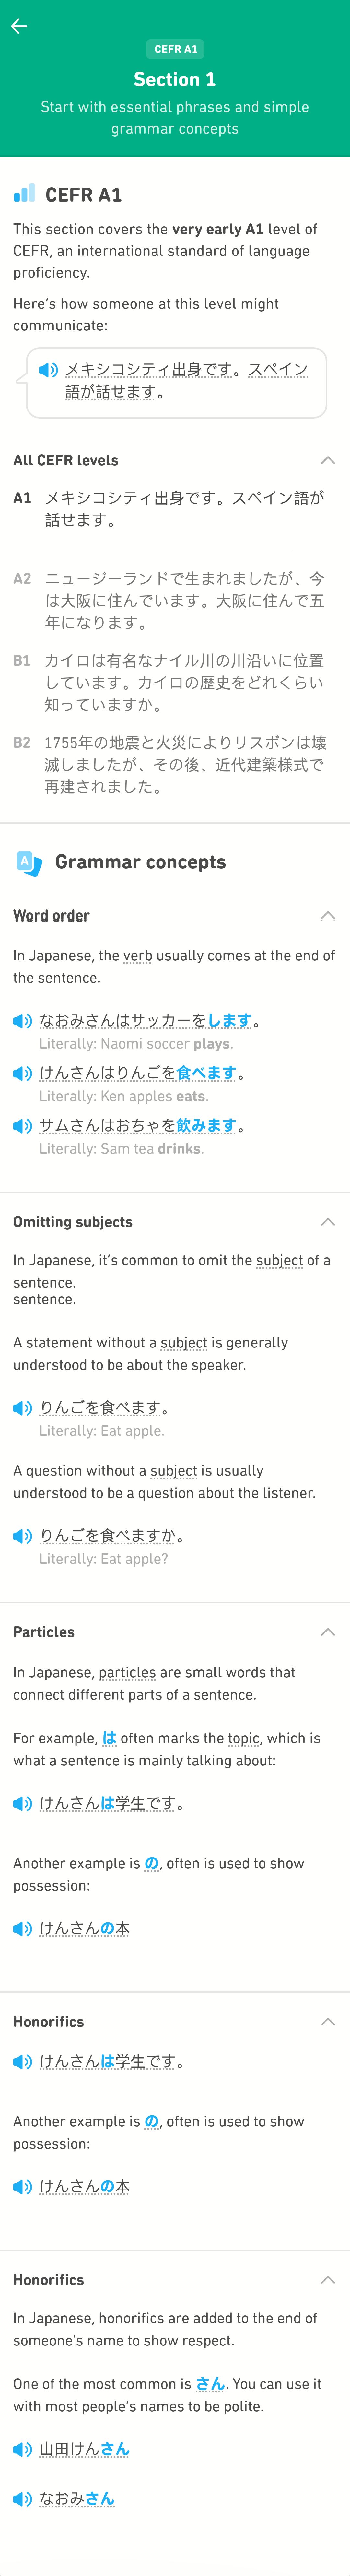 CEFR A1
Section 1
Start with essential phrases and simple
grammar concepts
CEFR A1
This section covers the very early A1 level of
CEFR, an international standard of language
proficiency.
Here's how someone at this level might
communicate:
メキシコシティ出身です。スペイン
語が話せます。
All CEFR levels
A1 メキシコシティ出身です。スペイン語が
話せます。
A2 ニュージーランドで生まれましたが、今
は大阪に住んでいます。大阪に住んで五
年になります。
B1 カイロは有名なナイル川の川沿いに位置
しています。カイロの歴史をどれくらい
知っていますか。
B2 1755年の地震と火災によりリスボンは壊
滅しましたが、その後、近代建築様式で
再建されました。
Grammar concepts
Word order
In Japanese, the verb usually comes at the end of
the sentence.
なおみさんはサッカーをします。
Literally: Naomi soccer plays.
けんさんはりんごを食べます。
Literally: Ken apples eats.
サムさんはおちゃを飲みます。
Literally: Sam tea drinks.
Omitting subjects
In Japanese, it's common to omit the subject of a
sentence.
sentence.
A statement without a subject is generally
understood to be about the speaker.
りんごを食べます。
Literally: Eat apple.
A question without a subject is usually
understood to be a question about the listener.
りんごを食べますか。
Literally: Eat apple?
Particles
In Japanese, particles are small words that
connect different parts of a sentence.
For example, は often marks the topic, which is
what a sentence is mainly talking about:
けんさんは学生です。
Another example is の, often is used to show
possession:
けんさんの本
Honorifics
けんさんは学生です。
Another example is の, often is used to show
possession:
けんさんの本
Honorifics
In Japanese, honorifics are added to the end of
someone's name to show respect.
One of the most common is さん. You can use it
with most people's names to be polite.
山田けんさん
なおみさん